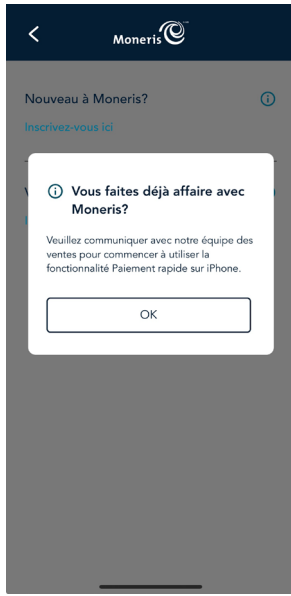 Moneris
Nouveau à Moneris?
Inscrivez-vous ici
V
Vous faites déjà affaire avec
Moneris?
Veuillez communiquer avec notre équipe des
ventes pour commencer à utiliser la
fonctionnalité Paiement rapide sur iPhone.
OK